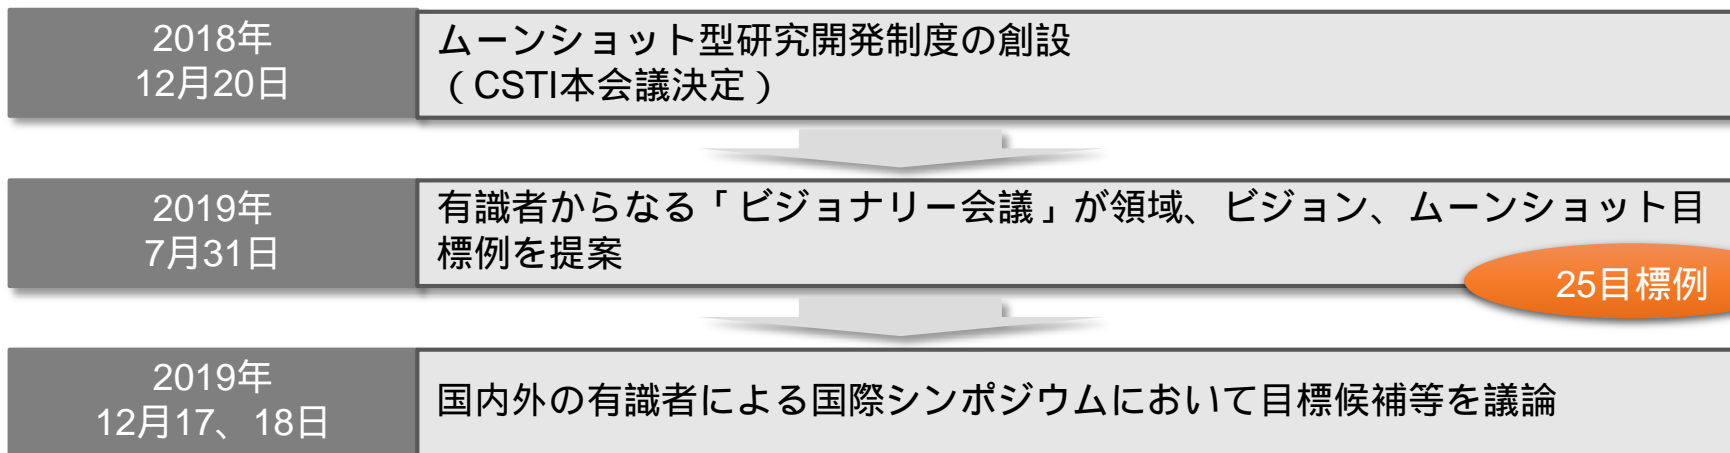 2018年
12月20日
ムーンショット型研究開発制度の創設
（CSTI本会議決定）
2019年
7月31日
有識者からなる「ビジョナリー会議」が領域、ビジョン、ムーンショット目
標例を提案
25目標例
2019年
12月17、18日
国内外の有識者による国際シンポジウムにおいて目標候補等を議論